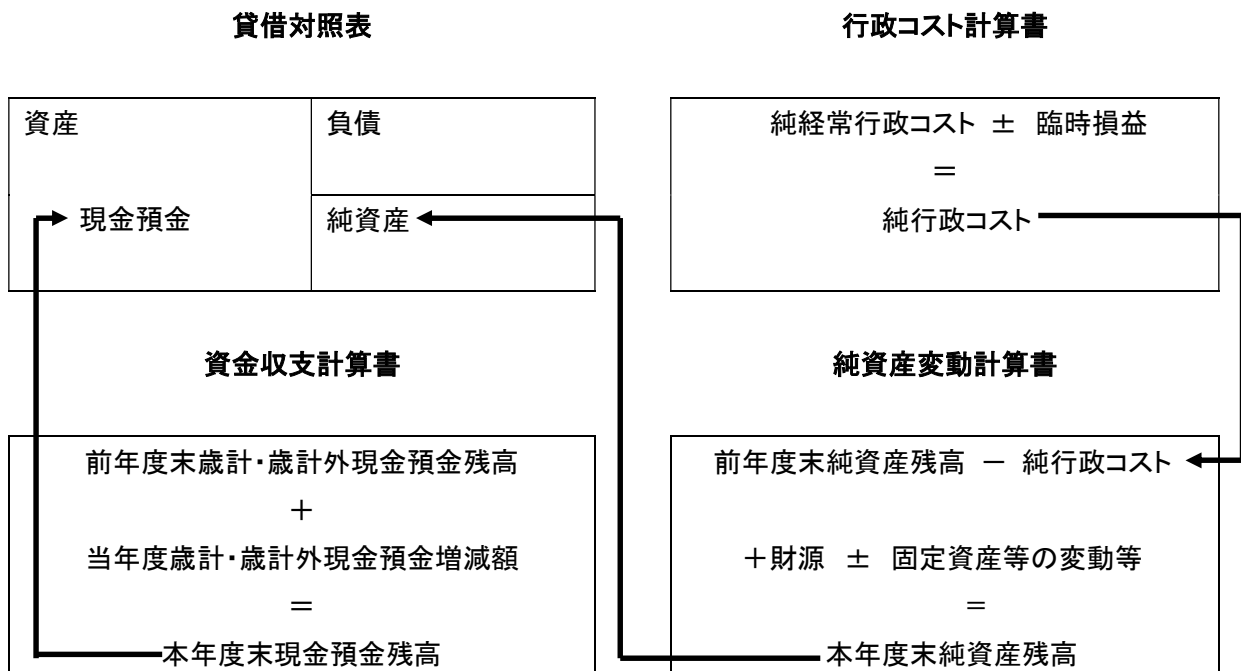 貸借対照表
資産
負債
現金預金
純資産
行政コスト計算書
純経常行政コスト ± 臨時損益
=
純行政コスト
資金収支計算書
前年度末歳計・歳計外現金預金残高
+
当年度歳計・歳計外現金預金増減額
=
本年度末現金預金残高
純資産変動計算書
前年度末純資産残高 - 純行政コスト
+財源 ± 固定資産等の変動等
=
本年度末純資産残高